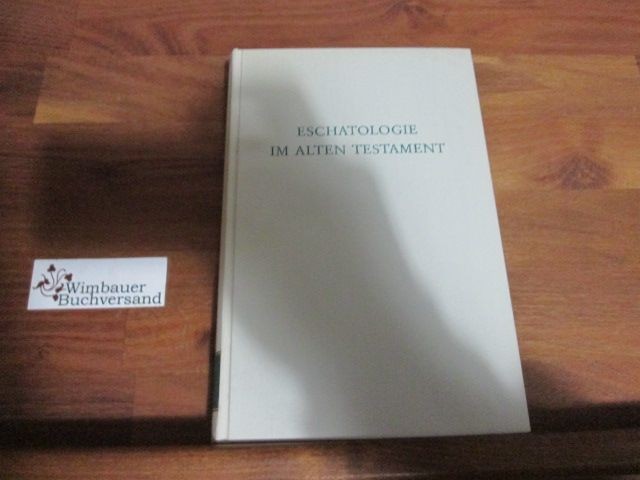 ESCHATOLOGIE
IM ALTEN TESTAMENT
Wimbauer
Buchversand